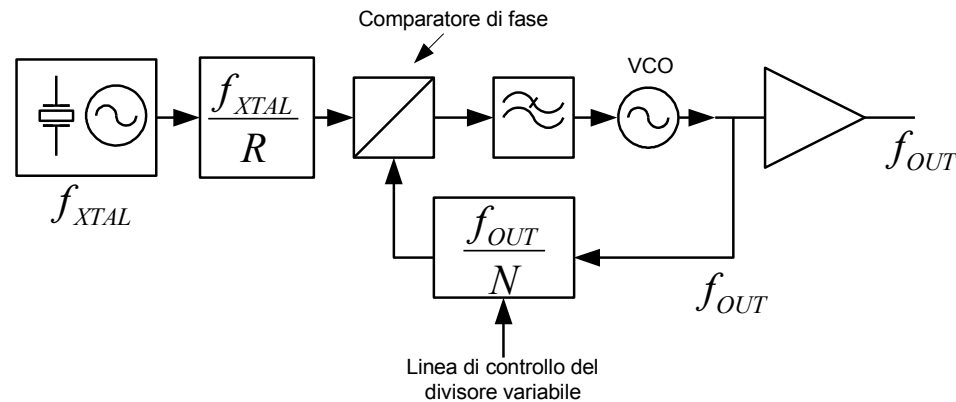 Comparatore di fase
VCO
f_XTAL
R
f_XTAL
f_OUT
f_OUT
N
f_OUT
Linea di controllo del
divisore variabile